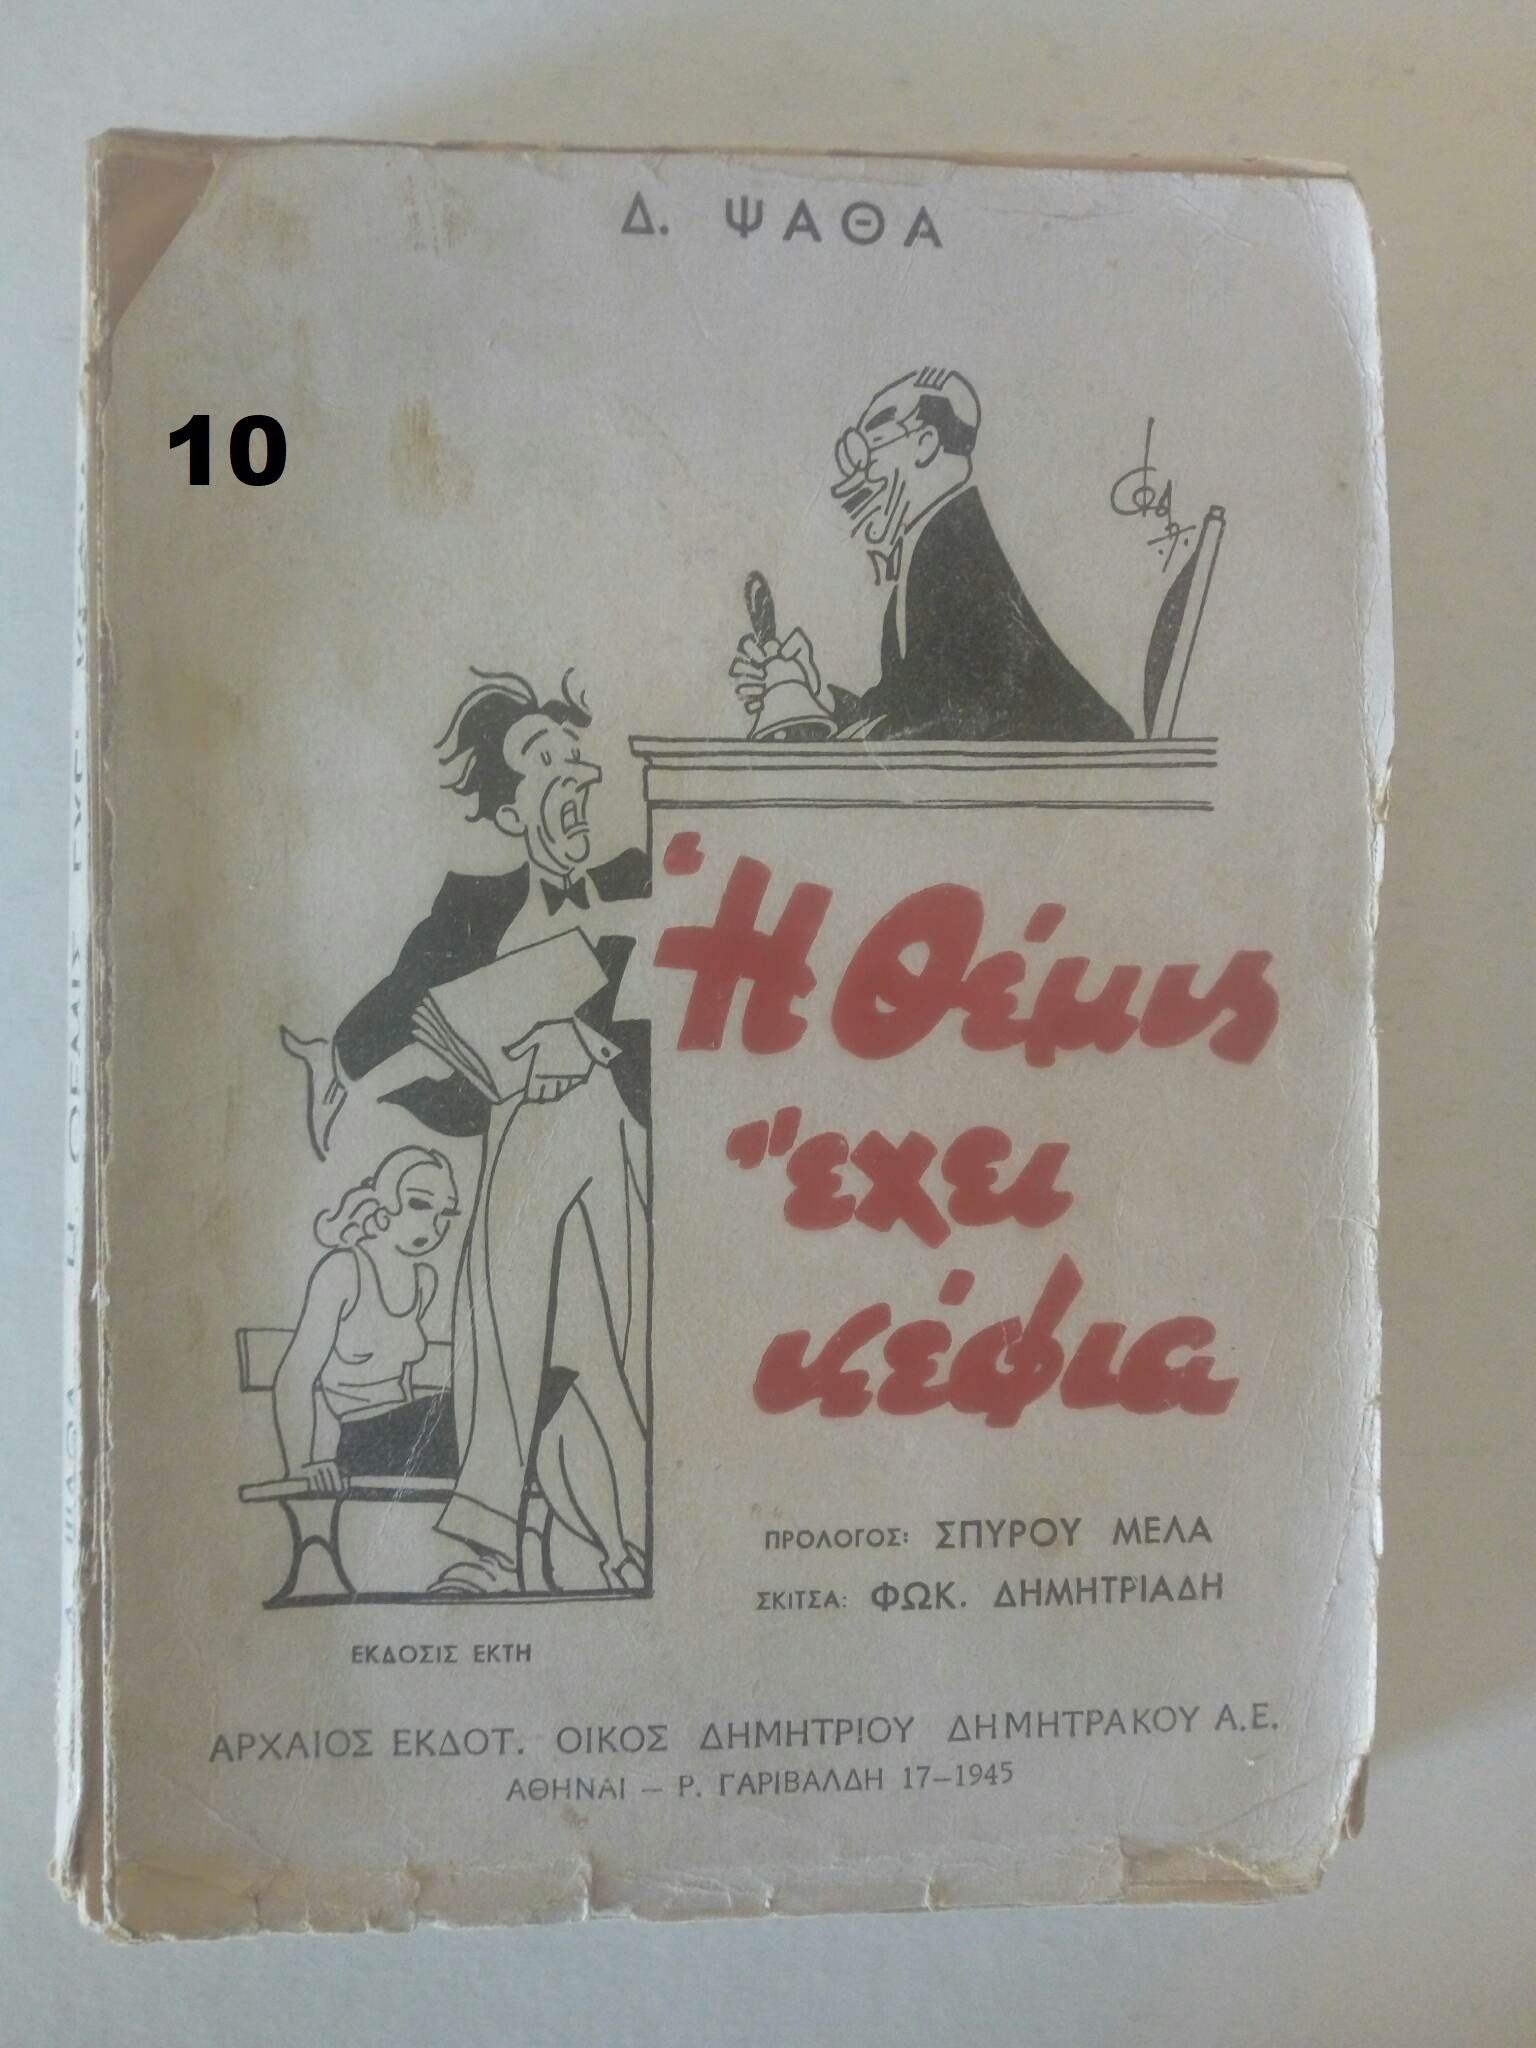 Δ. ΨΑΘΑ
10
Ἡ Θέμις
ἔχει
κέφια
ΠΡΟΛΟΓΟΣ: ΣΠΥΡΟΥ ΜΕΛΑ
ΣΚΙΤΣΑ: ΦΩΚ. ΔΗΜΗΤΡΙΑΔΗ
ΕΚΔΟΣΙΣ ΕΚΤΗ
ΑΡΧΑΙΟΣ ΕΚΔΟΤ. ΟΙΚΟΣ ΔΗΜΗΤΡΙΟΥ ΔΗΜΗΤΡΑΚΟΥ Α.Ε.
ΑΘΗΝΑΙ – Ρ. ΓΑΡΙΒΑΛΔΗ 17–1945